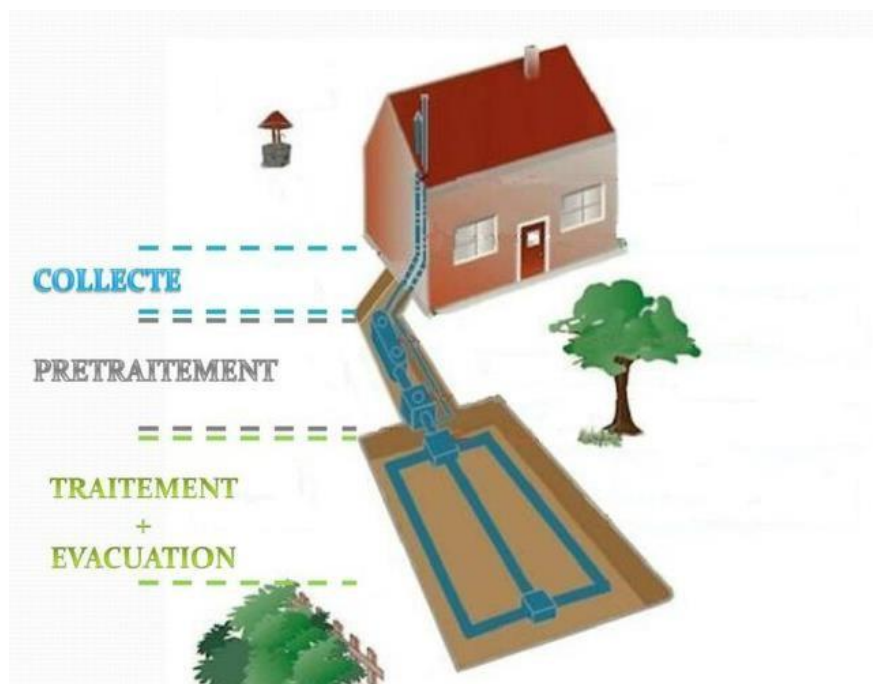 COLLECTE
PRETRAITEMENT
TRAITEMENT
+
EVACUATION